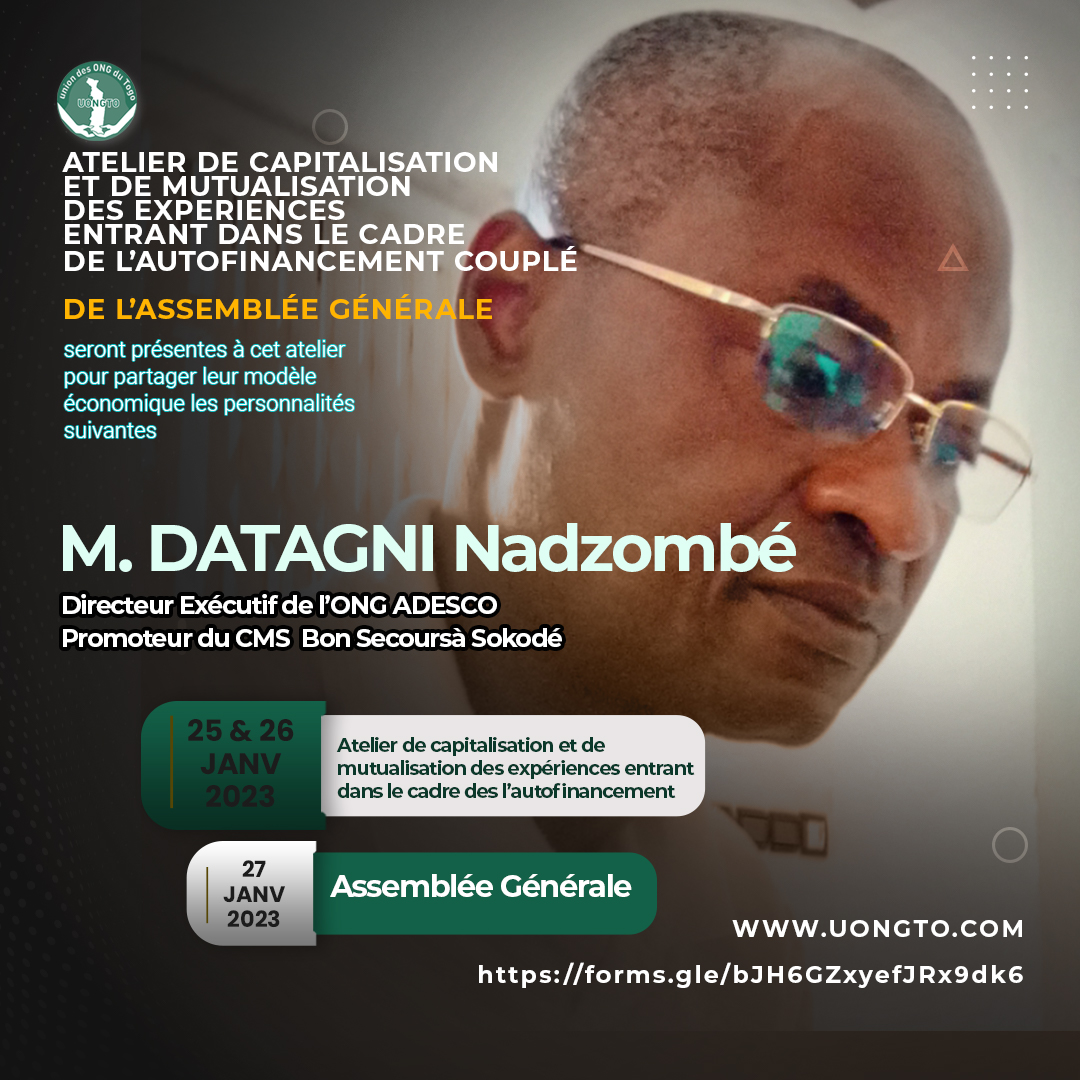 union des ONG du Togo
UONGTO
ATELIER DE CAPITALISATION
ET DE MUTUALISATION
DES EXPERIENCES
ENTRANT DANS LE CADRE
DE L’AUTOFINANCEMENT COUPLÉ
DE L’ASSEMBLÉE GÉNÉRALE
seront présentes à cet atelier
pour partager leur modèle
économique les personnalités
suivantes
M. DATAGNI Nadzombé
Directeur Exécutif de l’ONG ADESCO
Promoteur du CMS Bon Secoursà Sokodé
25 & 26
JANV
2023
Atelier de capitalisation et de
mutualisation des expériences entrant
dans le cadre des l’autofinancement
27
JANV
2023
Assemblée Générale
WWW.UONGTO.COM
https://forms.gle/bJH6GZxyefJRx9dk6